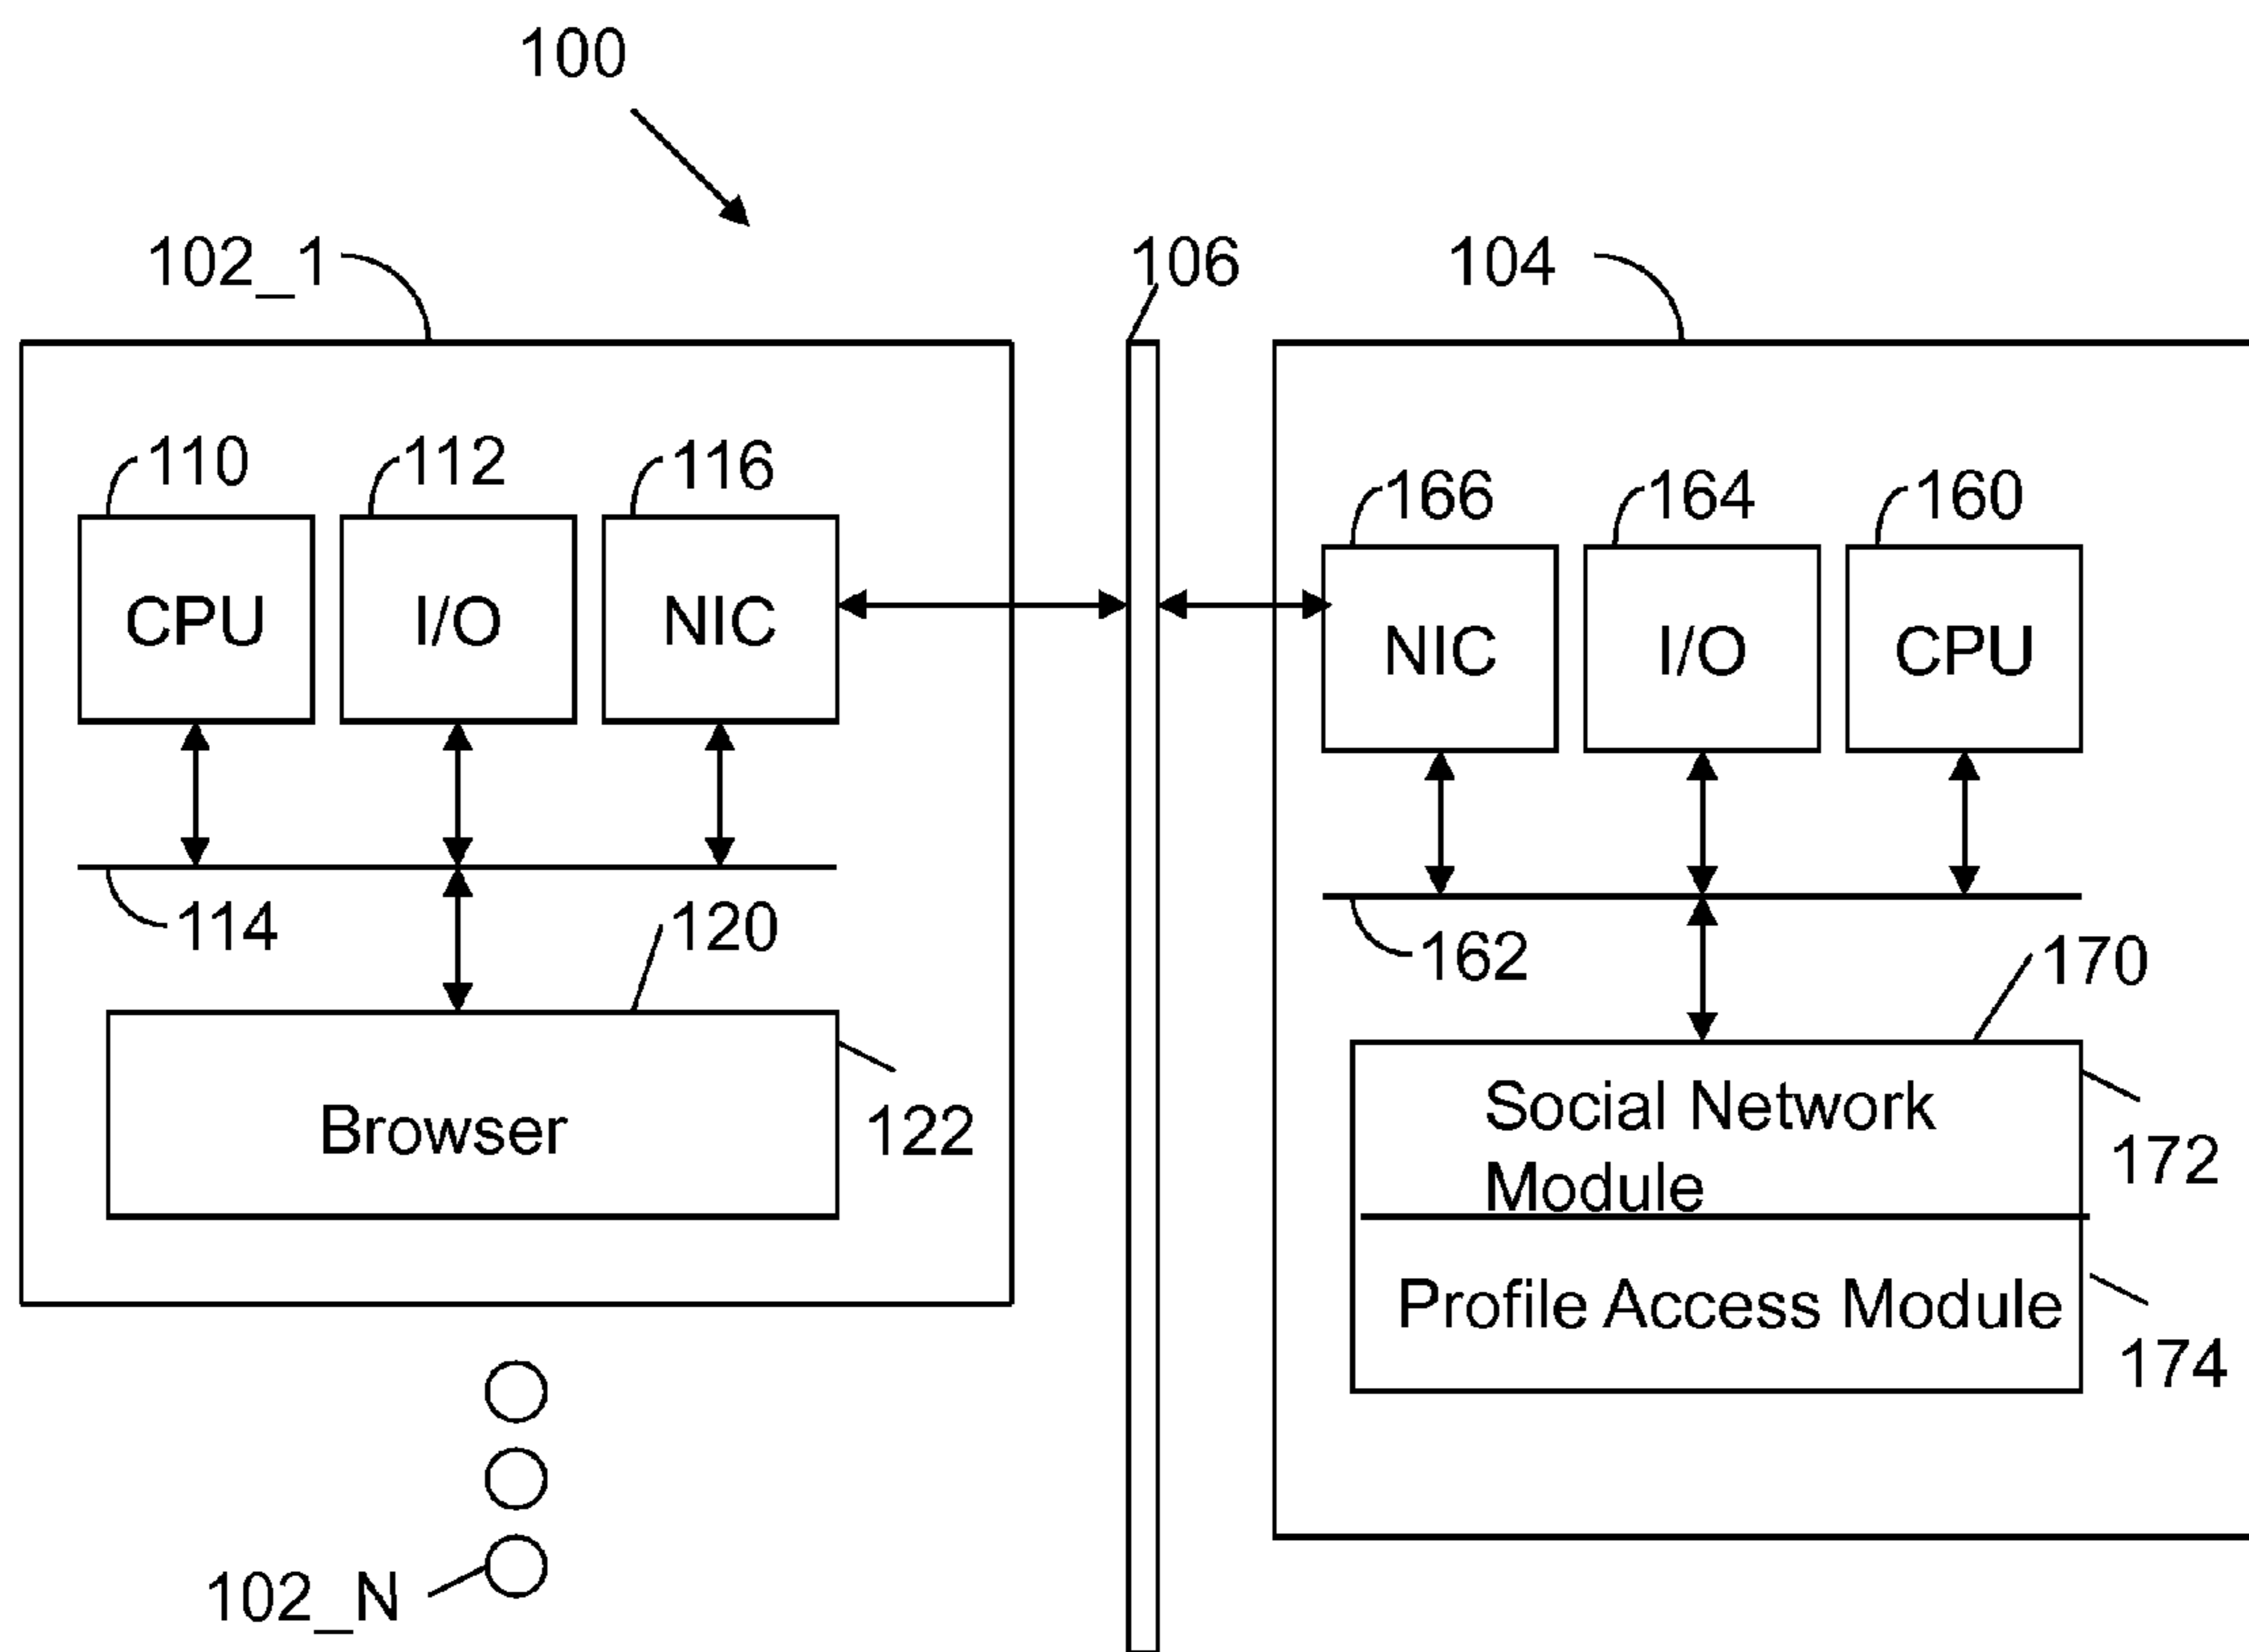 100
102_1
106
104
110
112
116
166
164
160
CPU
I/O
NIC
NIC
I/O
CPU
114
120
162
170
Browser
122
Social Network
Module
172
Profile Access Module
174
102_N